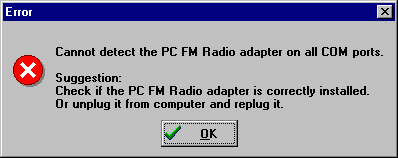 Error
Cannot detect the PC FM Radio adapter on all COM ports.
Suggestion:
Check if the PC FM Radio adapter is correctly installed.
Or unplug it from computer and replug it.
OK